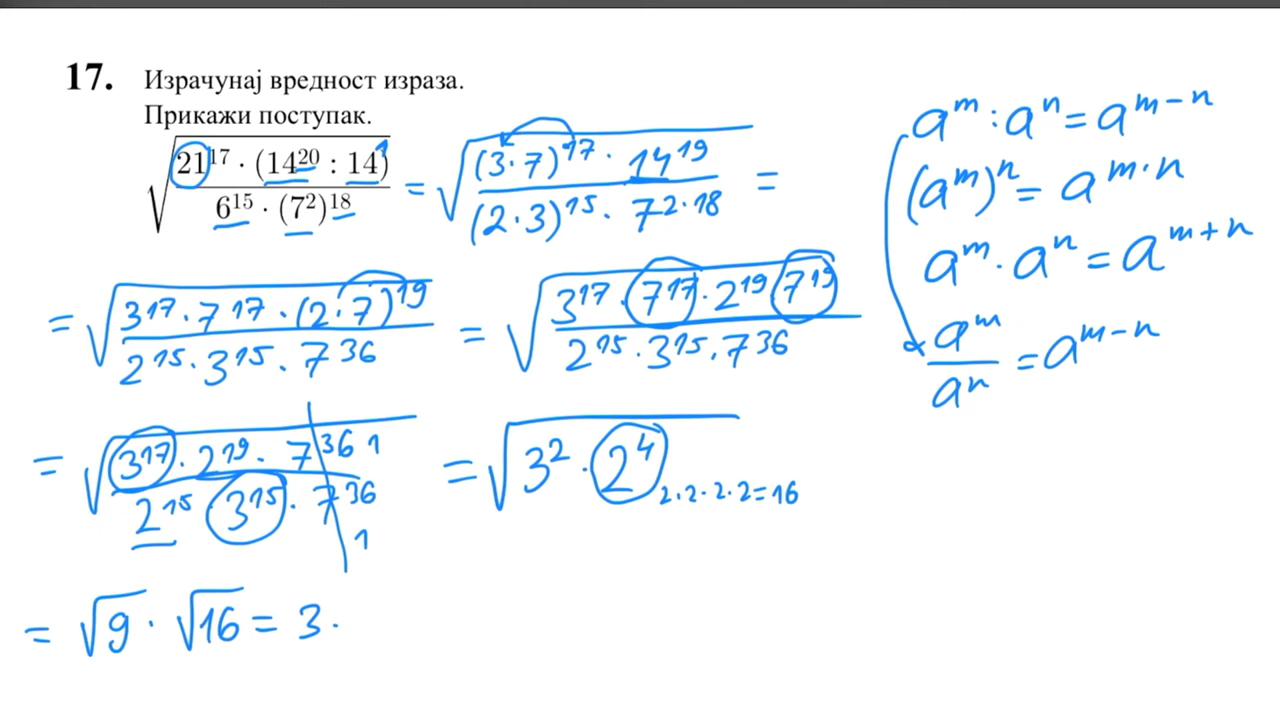 17. Израчунај вредност израза.
Прикажи поступак.
√(21¹⁷ · (14²⁰ : 14¹) / 6¹⁵ · (7²)¹⁸) = √((3·7)¹⁷ · 14¹⁹ / (2·3)¹⁵ · 7²·¹⁸) =
= √(3¹⁷ · 7¹⁷ · (2·7)¹⁹ / 2¹⁵ · 3¹⁵ · 7³⁶) = √(3¹⁷ · 7¹⁷ · 2¹⁹ 7¹⁹ / 2¹⁵ · 3¹⁵ · 7³⁶)
= √(3¹⁷ · 2¹⁹ · 7³⁶ 1 / 2¹⁵ 3¹⁵ · 7³⁶ 1) = √(3² · 2⁴) 2·2·2·2=16
= √9 · √16 = 3 ·
aᵐ : aⁿ = aᵐ⁻ⁿ
(aᵐ)ⁿ = aᵐ·ⁿ
aᵐ · aⁿ = aᵐ⁺ⁿ
aᵐ / aⁿ = aᵐ⁻ⁿ